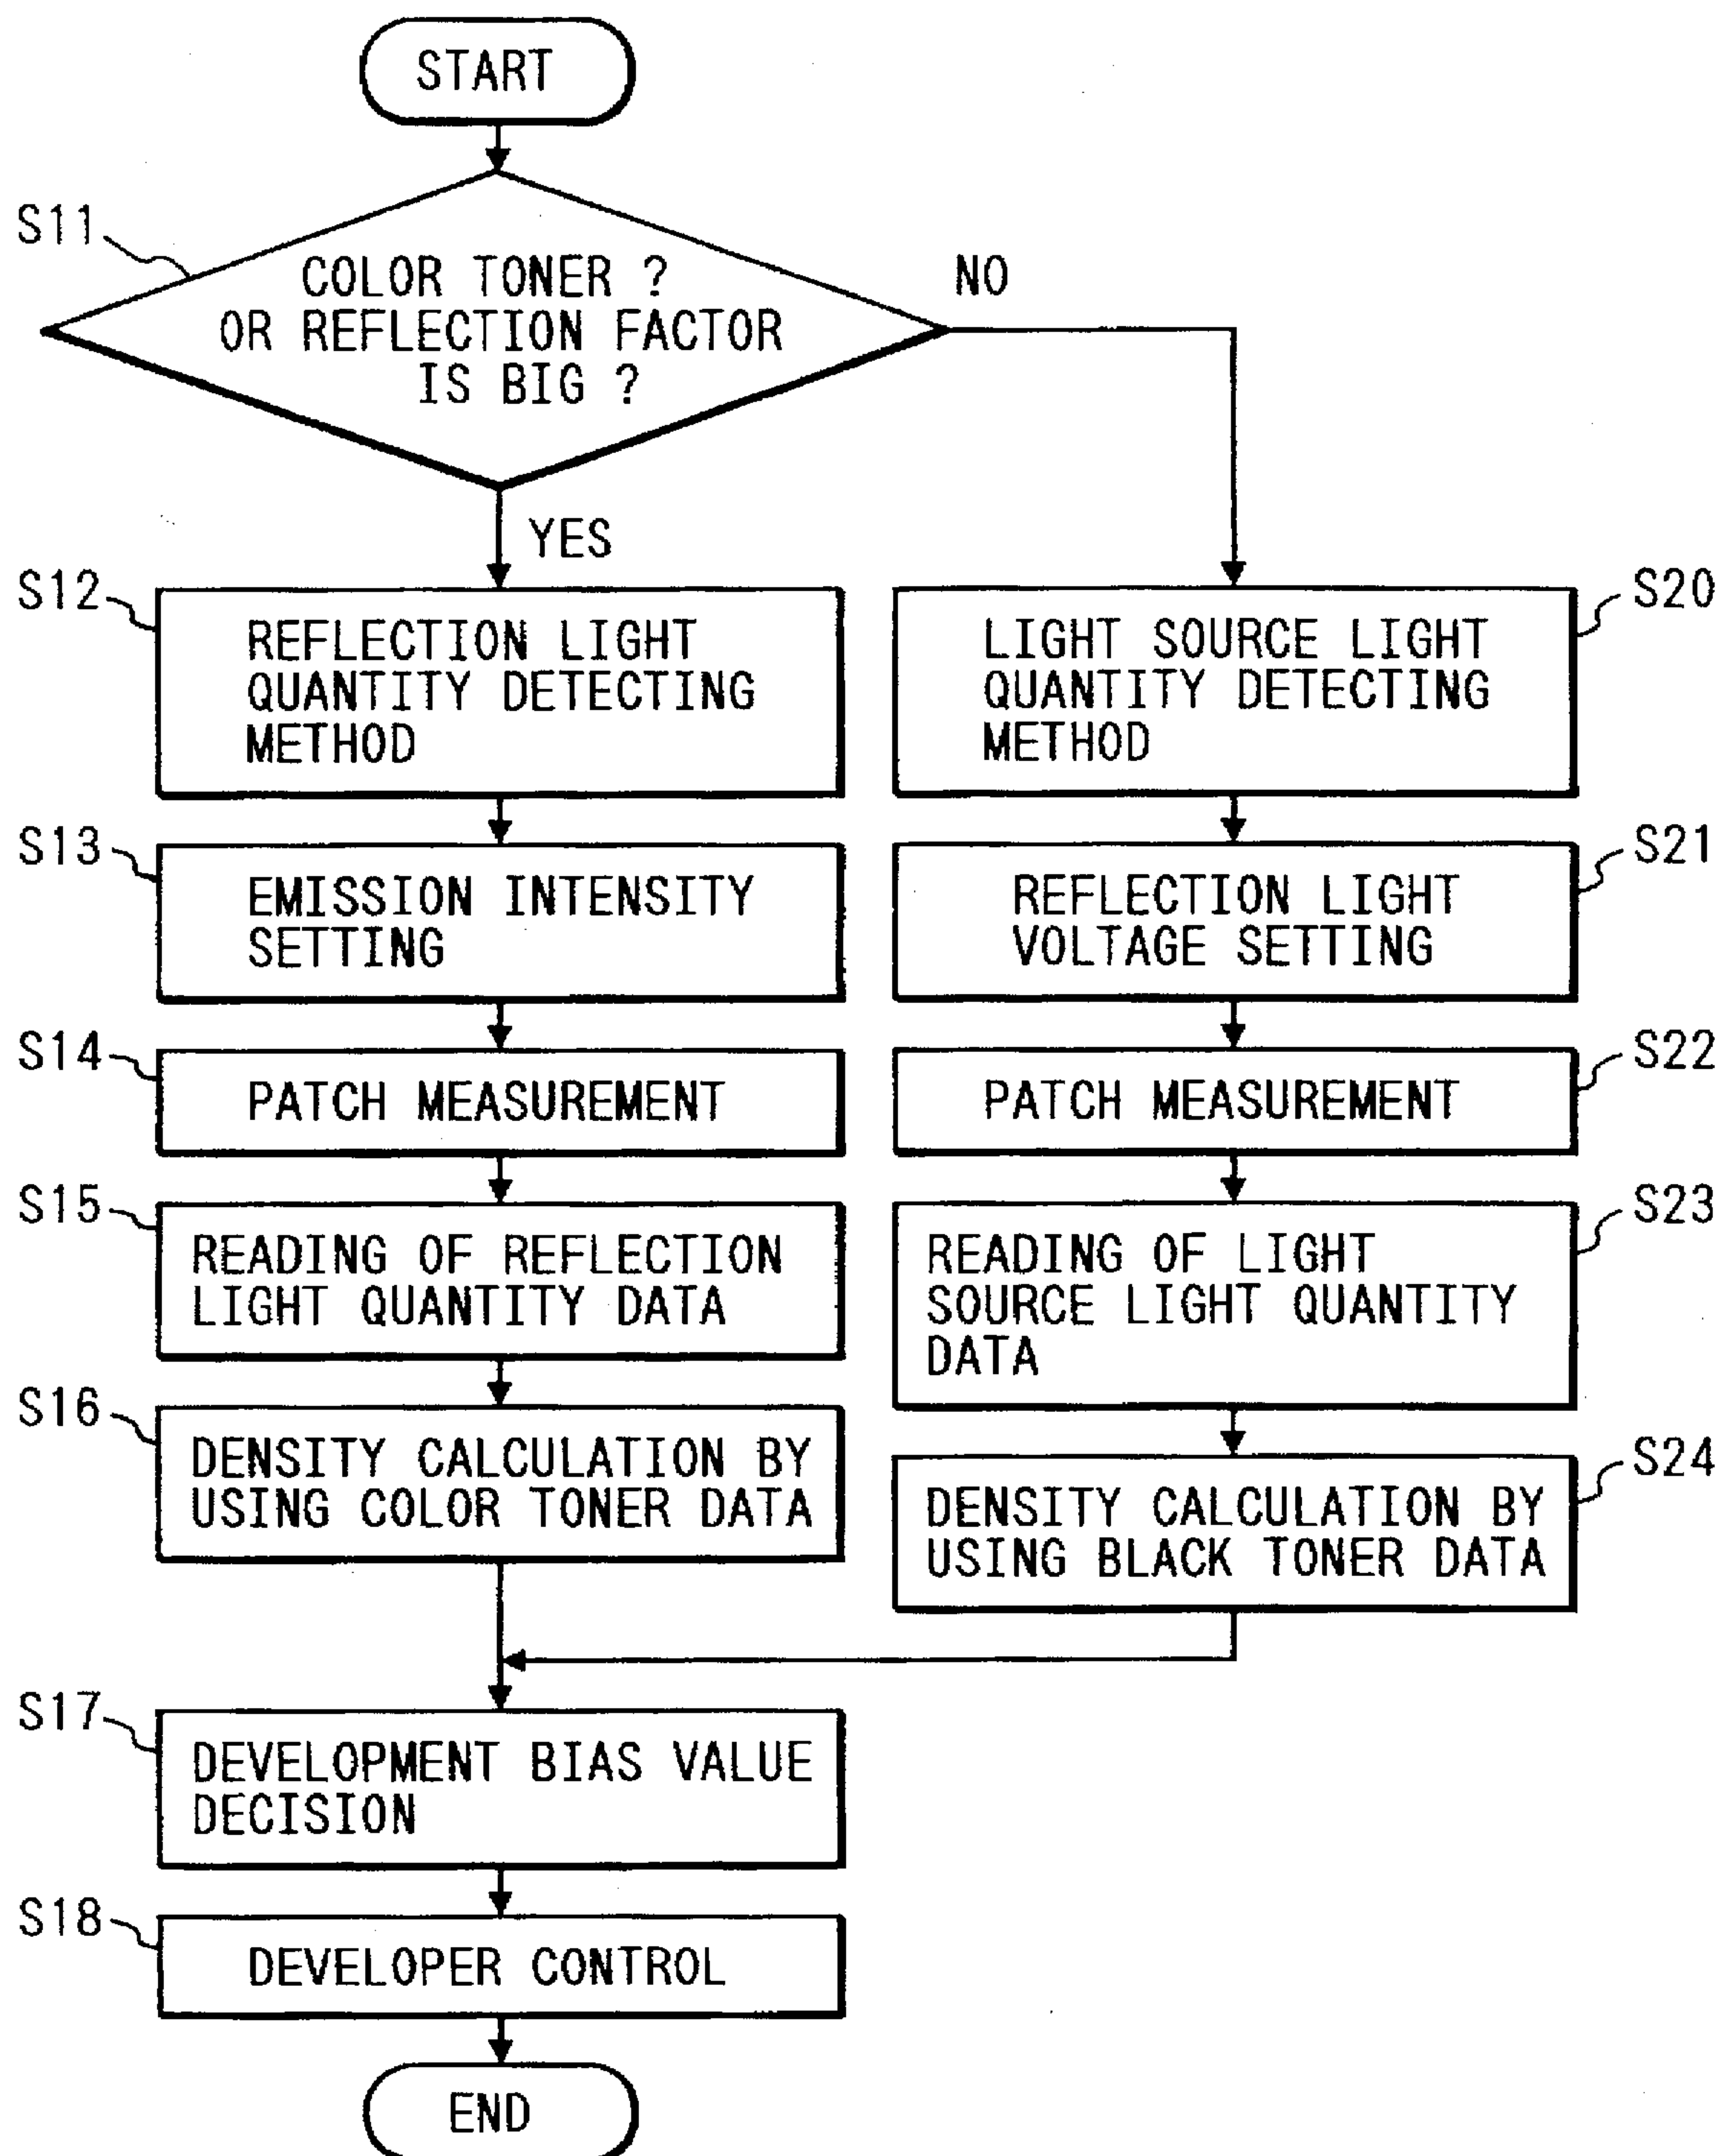 START
S11
COLOR TONER ?
OR REFLECTION FACTOR
IS BIG ?
NO
YES
S12
REFLECTION LIGHT
QUANTITY DETECTING
METHOD
S13
EMISSION INTENSITY
SETTING
S14
PATCH MEASUREMENT
S15
READING OF REFLECTION
LIGHT QUANTITY DATA
S16
DENSITY CALCULATION BY
USING COLOR TONER DATA
S20
LIGHT SOURCE LIGHT
QUANTITY DETECTING
METHOD
S21
REFLECTION LIGHT
VOLTAGE SETTING
S22
PATCH MEASUREMENT
S23
READING OF LIGHT
SOURCE LIGHT QUANTITY
DATA
S24
DENSITY CALCULATION BY
USING BLACK TONER DATA
S17
DEVELOPMENT BIAS VALUE
DECISION
S18
DEVELOPER CONTROL
END